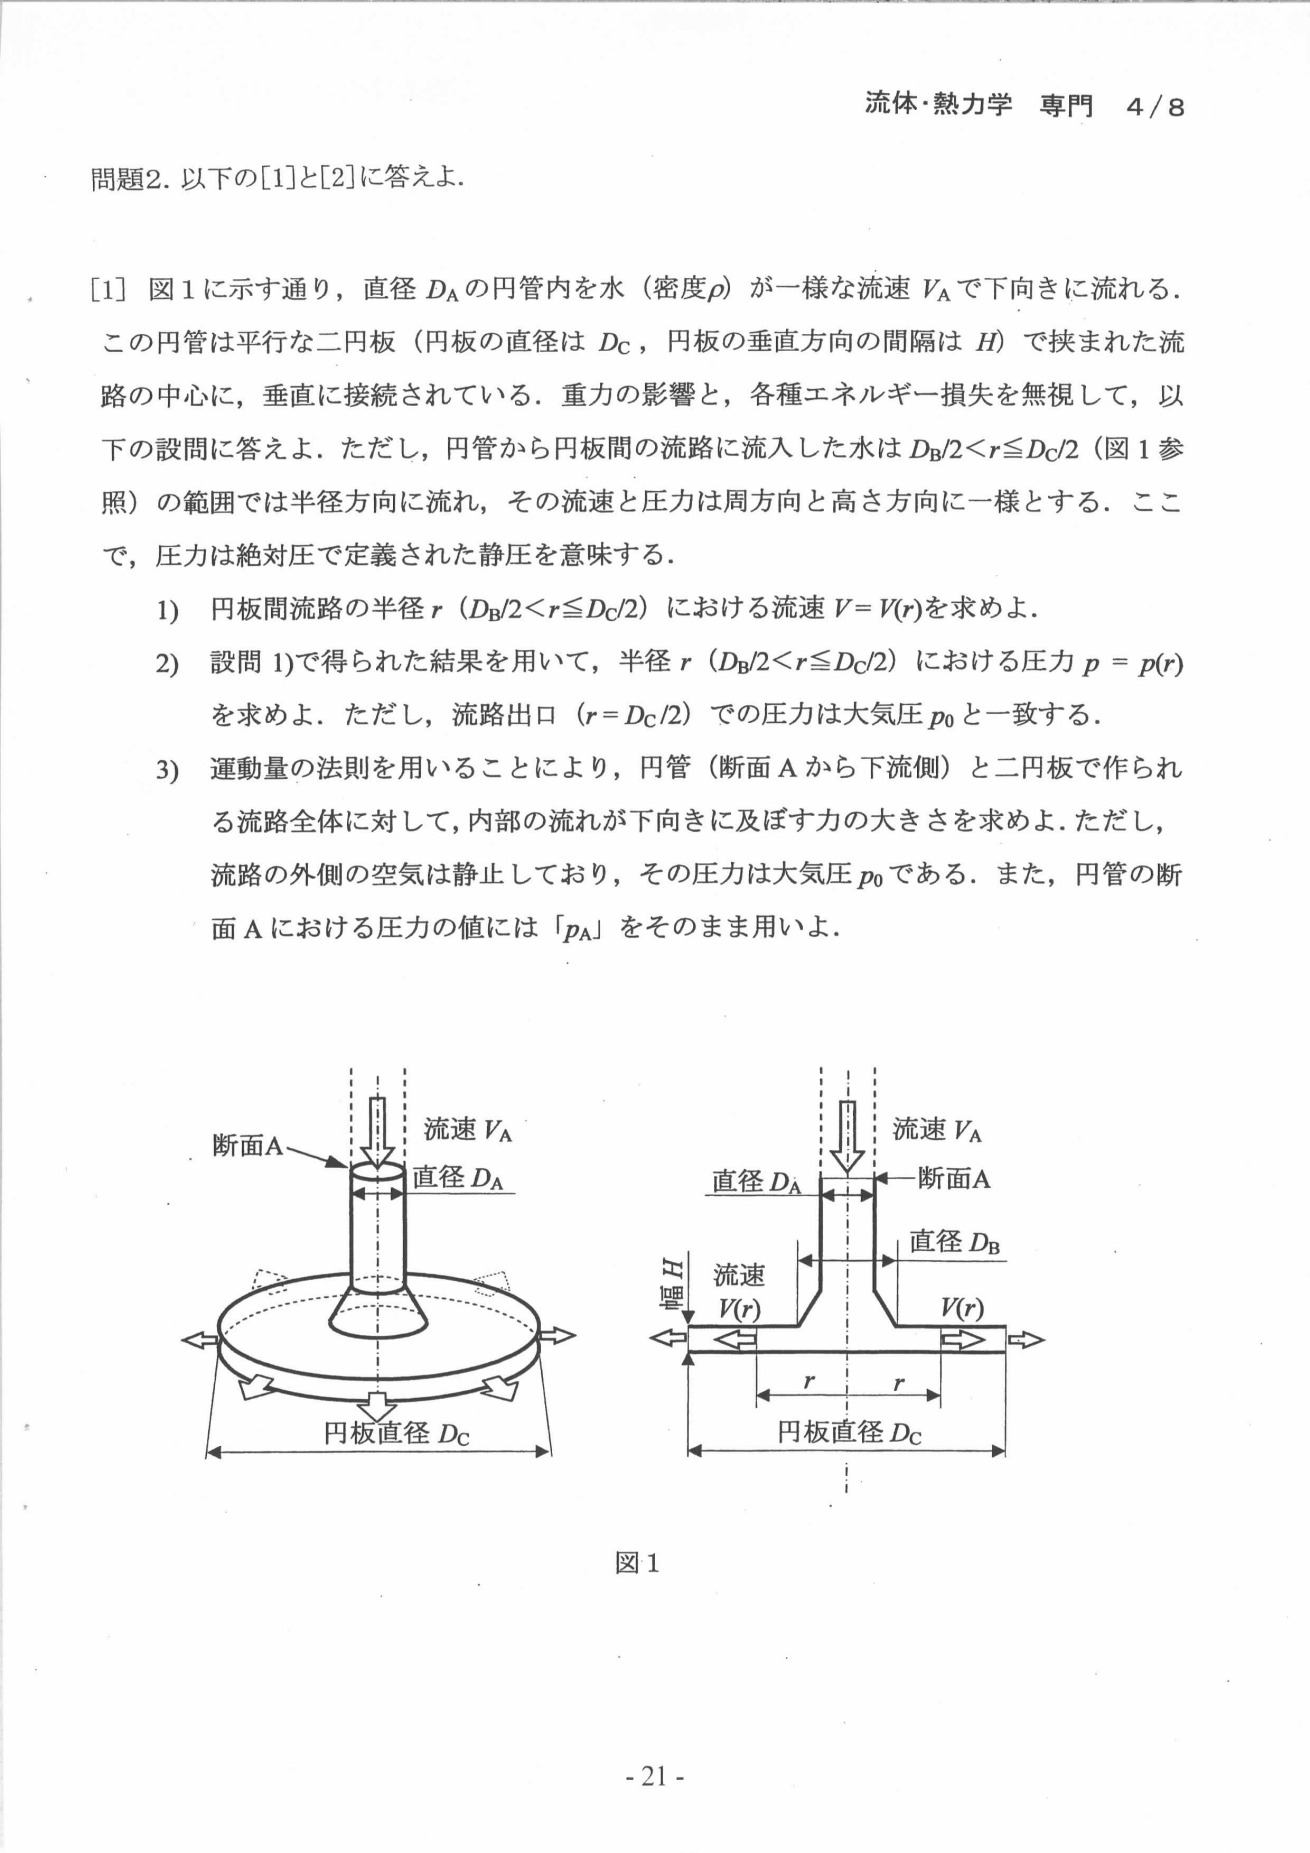 流体・熱力学　専門　4/8
問題2. 以下の[1]と[2]に答えよ.
[1] 図1に示す通り，直径 DAの円管内を水（密度ρ）が一様な流速 VAで下向きに流れる．
この円管は平行な二円板（円板の直径は DC，円板の垂直方向の間隔は H）で挟まれた流
路の中心に，垂直に接続されている．重力の影響と，各種エネルギー損失を無視して，以
下の設問に答えよ．ただし，円管から円板間の流路に流入した水は DB/2＜r≦DC/2（図1参
照）の範囲では半径方向に流れ，その流速と圧力は周方向と高さ方向に一様とする．ここ
で，圧力は絶対圧で定義された静圧を意味する．
1) 円板間流路の半径 r（DB/2＜r≦DC/2）における流速 V= V(r)を求めよ．
2) 設問 1)で得られた結果を用いて，半径 r（DB/2＜r≦DC/2）における圧力 p = p(r)
を求めよ．ただし，流路出口（r = DC/2）での圧力は大気圧 p0 と一致する．
3) 運動量の法則を用いることにより，円管（断面 A から下流側）と二円板で作られ
る流路全体に対して，内部の流れが下向きに及ぼす力の大きさを求めよ．ただし，
流路の外側の空気は静止しており，その圧力は大気圧 p0 である．また，円管の断
面 A における圧力の値には「pA」をそのまま用いよ．
断面A
流速 VA
直径 DA
円板直径 DC
流速 VA
直径 DA
断面A
直径 DB
幅 H
流速
V(r)
V(r)
r
r
円板直径 DC
図1
- 21 -